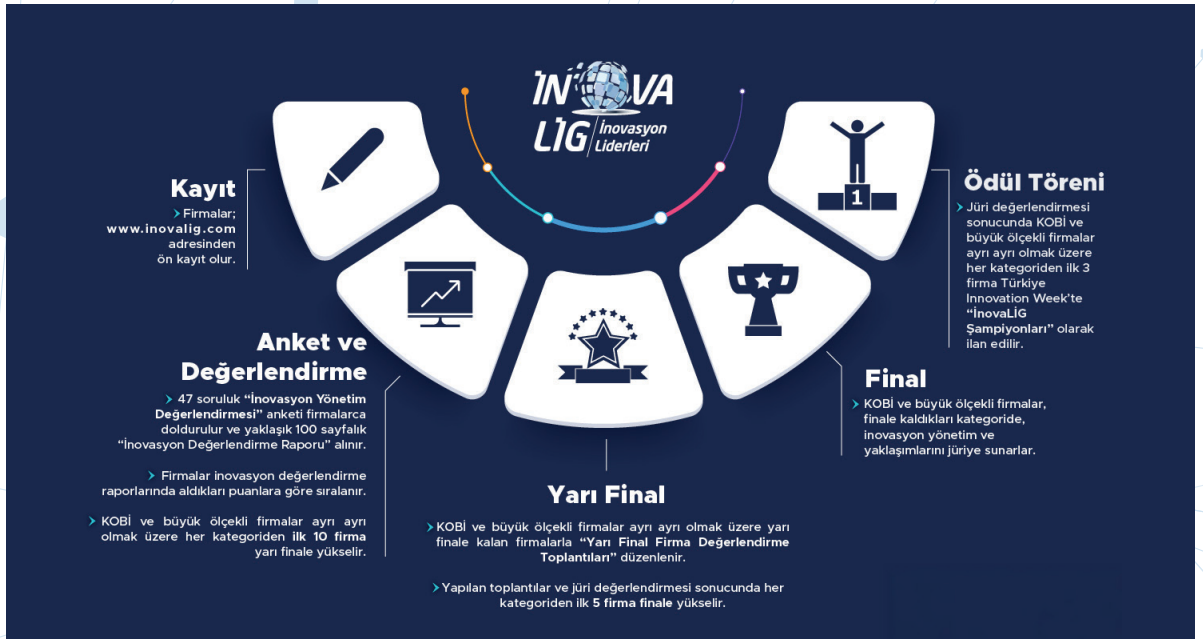 İNOVA
LİG
İnovasyon
Liderleri
Kayıt
Firmalar;
www.inovalig.com
adresinden
ön kayıt olur.
Anket ve
Değerlendirme
47 soruluk “İnovasyon Yönetim
Değerlendirmesi” anketi firmalarca
doldurulur ve yaklaşık 100 sayfalık
“İnovasyon Değerlendirme Raporu” alınır.
Firmalar inovasyon değerlendirme
raporlarında aldıkları puanlara göre sıralanır.
KOBİ ve büyük ölçekli firmalar ayrı ayrı
olmak üzere her kategoriden ilk 10 firma
yarı finale yükselir.
Yarı Final
KOBİ ve büyük ölçekli firmalar ayrı ayrı olmak üzere yarı
finale kalan firmalarla “Yarı Final Firma Değerlendirme
Toplantıları” düzenlenir.
Yapılan toplantılar ve jüri değerlendirmesi sonucunda her
kategoriden ilk 5 firma finale yükselir.
Final
KOBİ ve büyük ölçekli firmalar,
finale kaldıkları kategoride,
inovasyon yönetim ve
yaklaşımlarını jüriye sunarlar.
1
Ödül Töreni
Jüri değerlendirmesi
sonucunda KOBİ ve
büyük ölçekli firmalar
ayrı ayrı olmak üzere
her kategoriden ilk 3
firma Türkiye
Innovation Week'te
“İnovaLİG
Şampiyonları” olarak
ilan edilir.